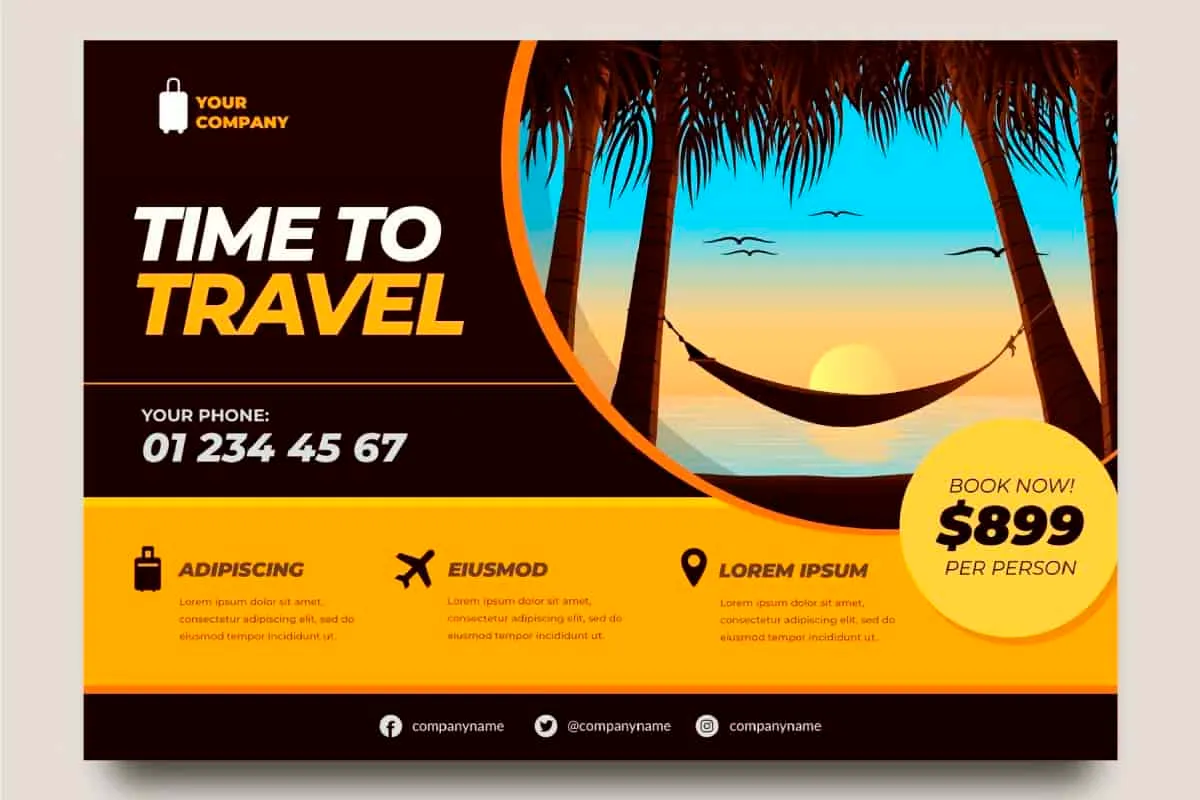 YOUR
COMPANY
TIME TO
TRAVEL
YOUR PHONE:
01 234 45 67
BOOK NOW!
$899
PER PERSON
ADIPISCING
Lorem ipsum dolor sit amet,
consectetur adipiscing elit, sed do
eiusmod tempor incididunt ut.
EIUSMOD
Lorem ipsum dolor sit amet,
consectetur adipiscing elit, sed do
eiusmod tempor incididunt ut.
LOREM IPSUM
Lorem ipsum dolor sit amet,
consectetur adipiscing elit, sed do
eiusmod tempor incididunt ut.
companyname
@companyname
companyname